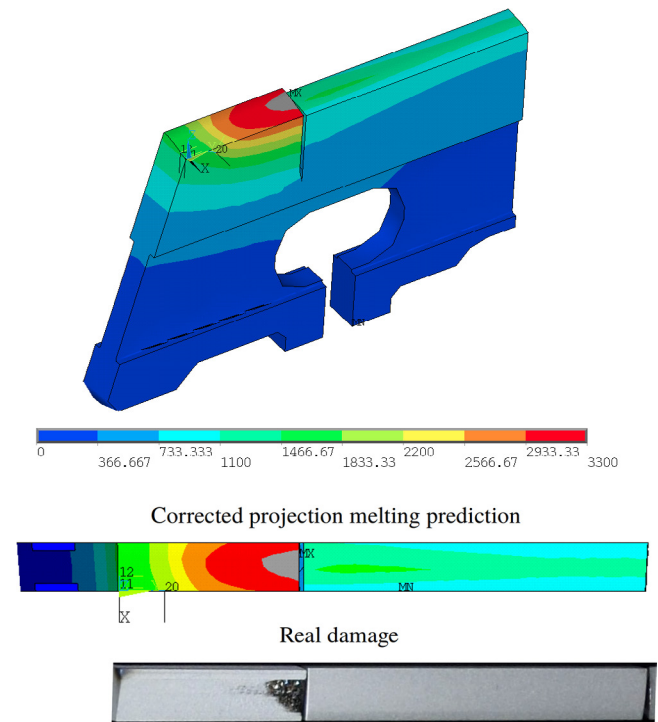 MX
1
20
X
MN
0 733.333 1466.67 2200 2933.33
366.667 1100 1833.33 2566.67 3300
Corrected projection melting prediction
MX
12
11 20 MN
X
Real damage